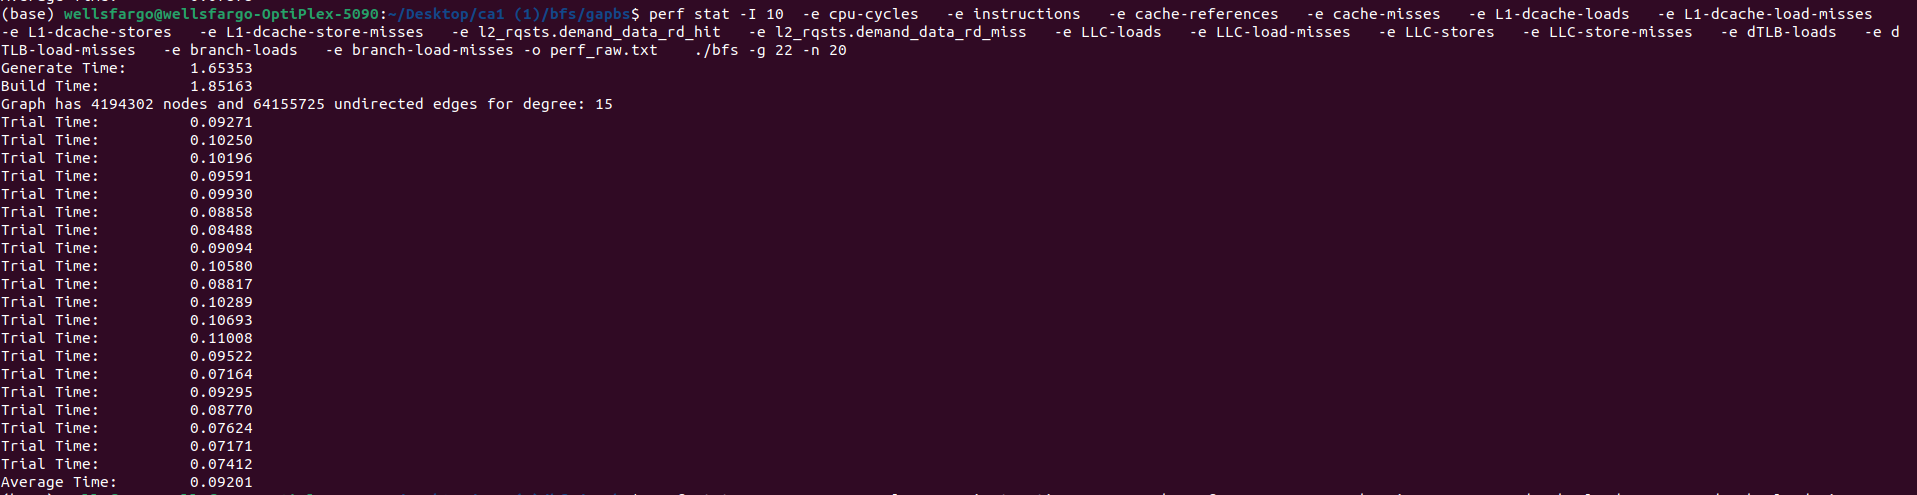 (base) wellsfargo@wellsfargo-OptiPlex-5090:~/Desktop/ca1 (1)/bfs/gapbs$ perf stat -I 10  -e cpu-cycles   -e instructions   -e cache-references   -e cache-misses   -e L1-dcache-loads   -e L1-dcache-load-misses
-e L1-dcache-stores   -e L1-dcache-store-misses   -e l2_rqsts.demand_data_rd_hit   -e l2_rqsts.demand_data_rd_miss   -e LLC-loads   -e LLC-load-misses   -e LLC-stores   -e LLC-store-misses   -e dTLB-loads   -e d
TLB-load-misses   -e branch-loads   -e branch-load-misses -o perf_raw.txt    ./bfs -g 22 -n 20
Generate Time:       1.65353
Build Time:          1.85163
Graph has 4194302 nodes and 64155725 undirected edges for degree: 15
Trial Time:          0.09271
Trial Time:          0.10250
Trial Time:          0.10196
Trial Time:          0.09591
Trial Time:          0.09930
Trial Time:          0.08858
Trial Time:          0.08488
Trial Time:          0.09094
Trial Time:          0.10580
Trial Time:          0.08817
Trial Time:          0.10289
Trial Time:          0.10693
Trial Time:          0.11008
Trial Time:          0.09522
Trial Time:          0.07164
Trial Time:          0.09295
Trial Time:          0.08770
Trial Time:          0.07624
Trial Time:          0.07171
Trial Time:          0.07412
Average Time:        0.09201